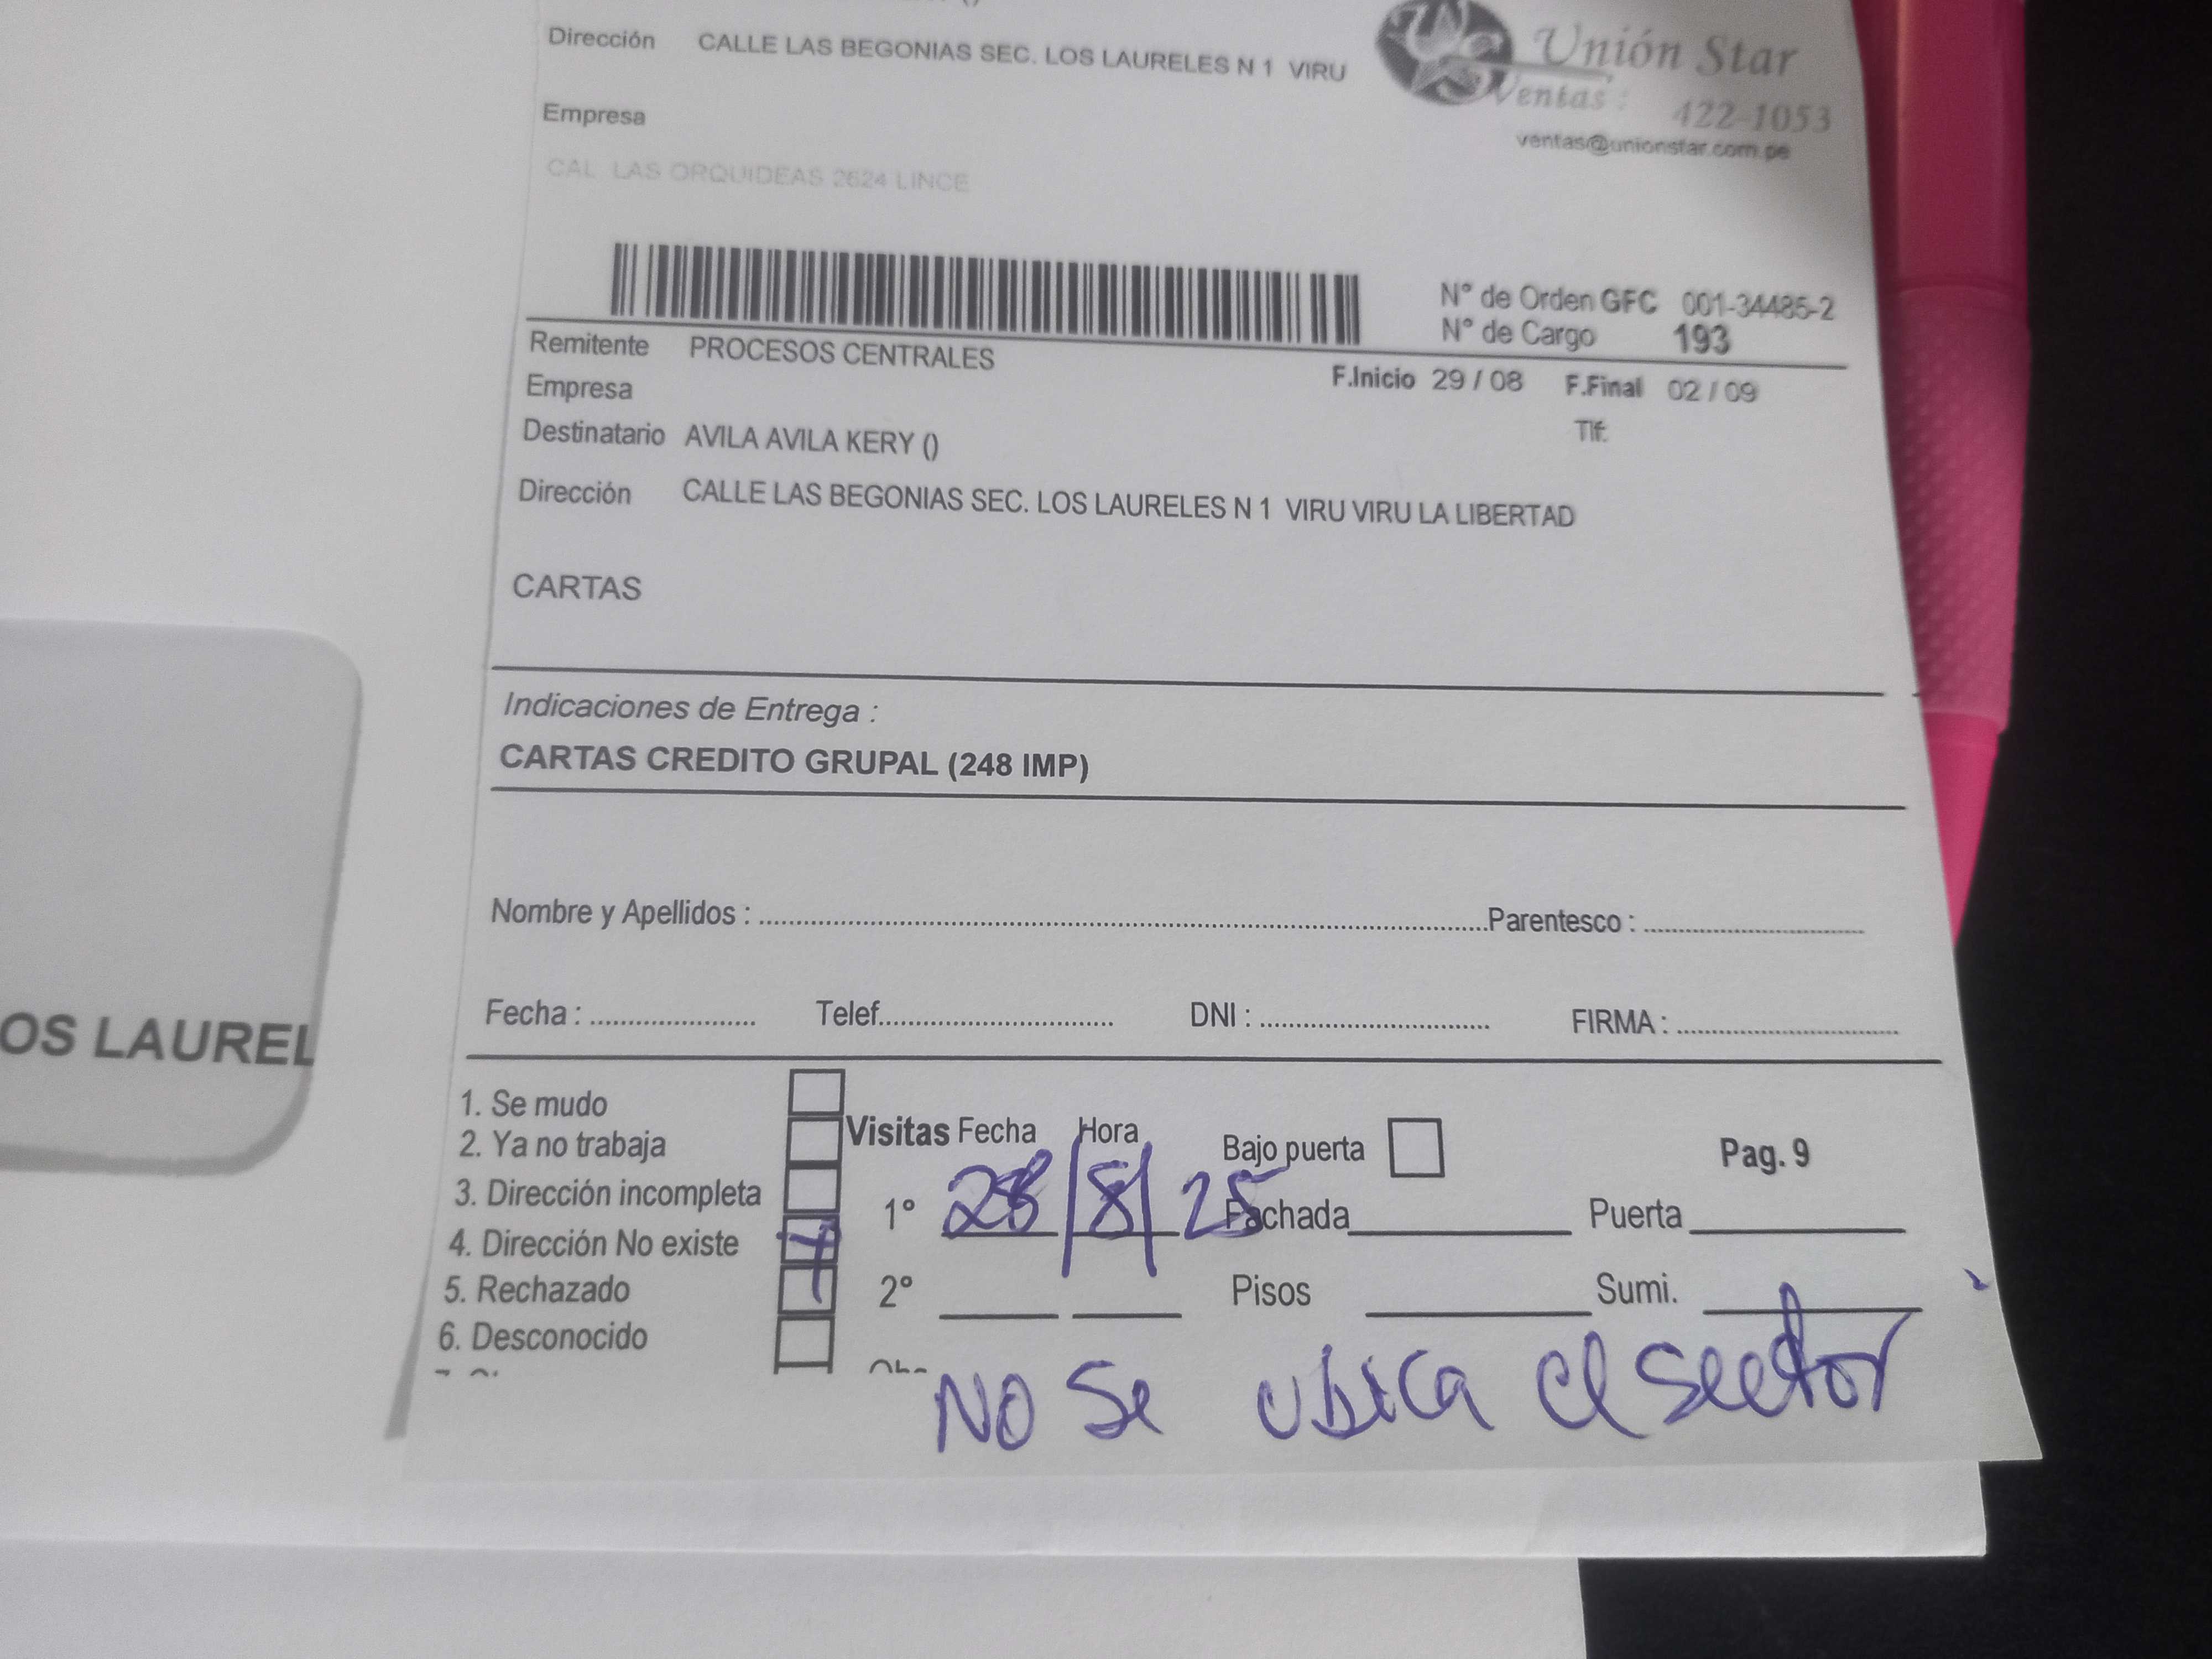 Dirección CALLE LAS BEGONIAS SEC. LOS LAURELES N 1 VIRU
Unión Star
Ventas : 422-1053
ventas@unionstar.com.pe
Empresa
CAL LAS ORQUIDEAS 2624 LINCE
N° de Orden GFC 001-34485-2
N° de Cargo 193
Remitente PROCESOS CENTRALES
F.Inicio 29 / 08 F.Final 02 / 09
Empresa
Destinatario AVILA AVILA KERY ()
Tlf:
Dirección CALLE LAS BEGONIAS SEC. LOS LAURELES N 1 VIRU VIRU LA LIBERTAD
CARTAS
Indicaciones de Entrega :
CARTAS CREDITO GRUPAL (248 IMP)
Nombre y Apellidos : Parentesco :
Fecha : Telef. DNI : FIRMA :
OS LAUREL
1. Se mudo
2. Ya no trabaja
3. Dirección incompleta
4. Dirección No existe
5. Rechazado
6. Desconocido
Visitas Fecha Hora
1° 28/8/25
2°
Bajo puerta
Pag. 9
Fachada Puerta
Pisos Sumi.
No Se ubica el sector